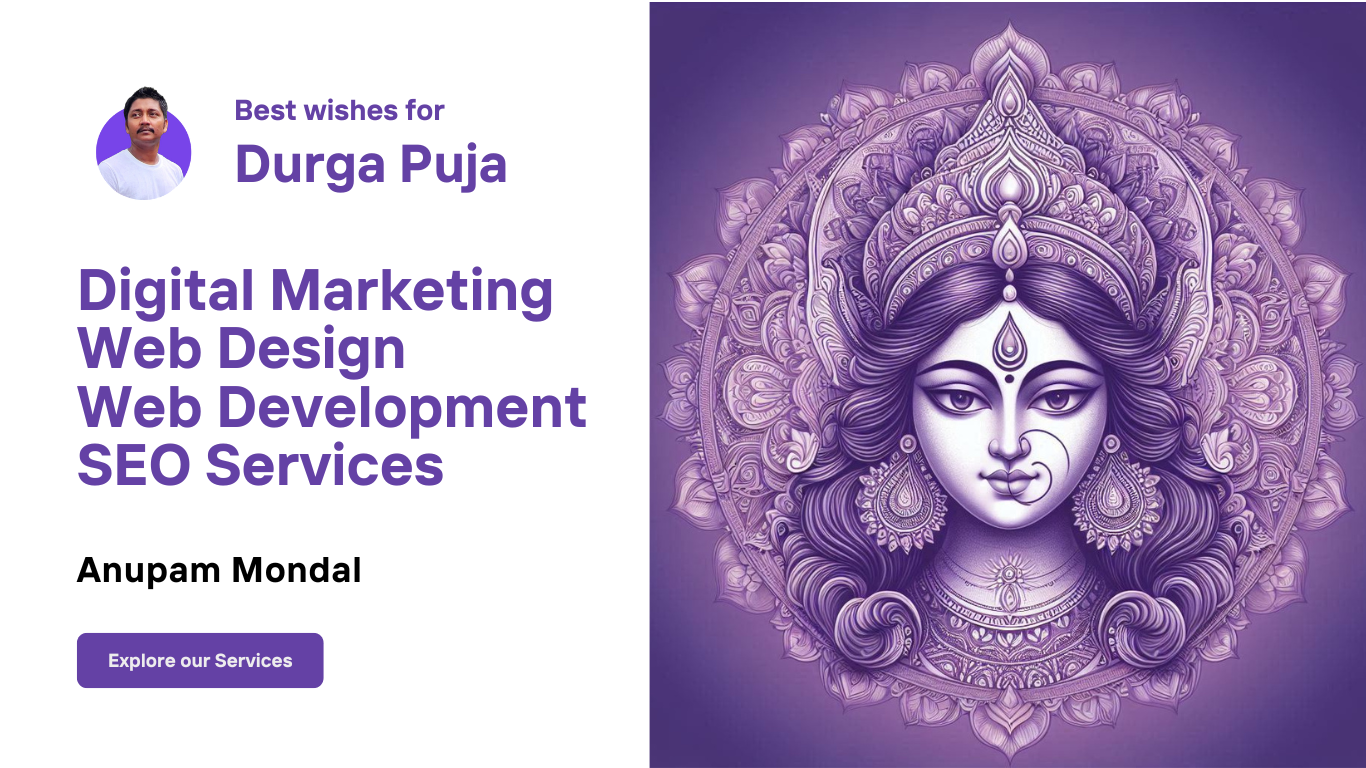 Best wishes for
Durga Puja
Digital Marketing
Web Design
Web Development
SEO Services
Anupam Mondal
Explore our Services